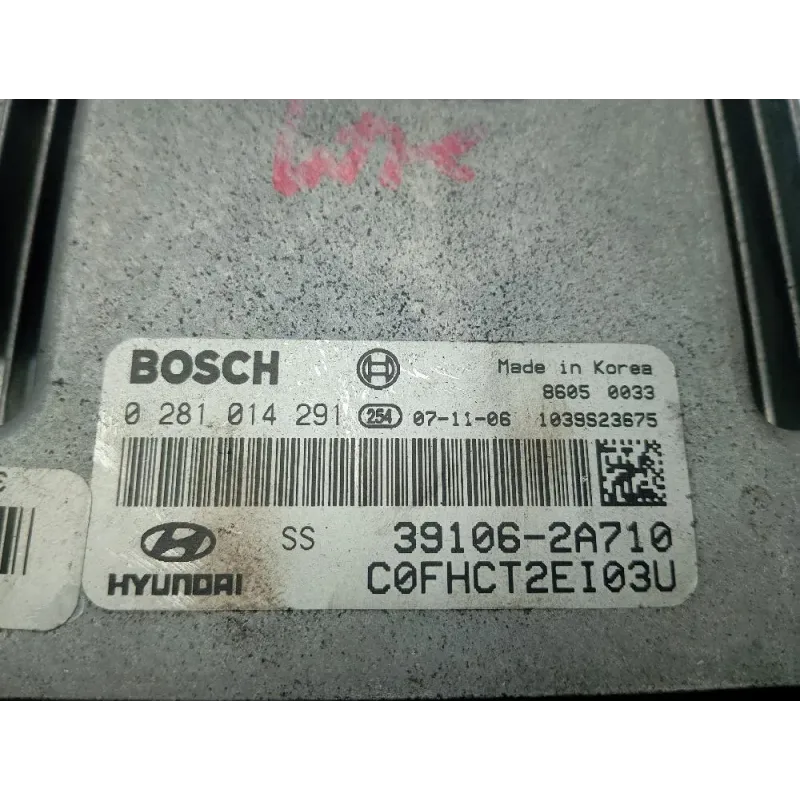 BOSCH
Made in Korea
8605 0033
0 281 014 291 254 07-11-06 1039S23675
SS 39106-2A710
HYUNDAI C0FHCT2EI03U